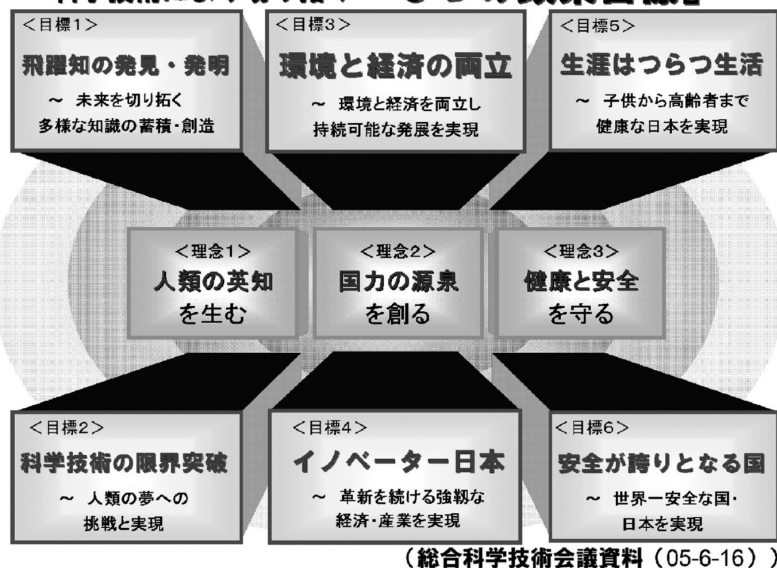 <目標1>
飛躍知の発見・発明
~ 未来を切り拓く
多様な知識の蓄積・創造
<目標3>
環境と経済の両立
~ 環境と経済を両立し
持続可能な発展を実現
<目標5>
生涯はつらつ生活
~ 子供から高齢者まで
健康な日本を実現
<理念1>
人類の英知
を生む
<理念2>
国力の源泉
を創る
<理念3>
健康と安全
を守る
<目標2>
科学技術の限界突破
~ 人類の夢への
挑戦と実現
<目標4>
イノベーター日本
~ 革新を続ける強靱な
経済・産業を実現
<目標6>
安全が誇りとなる国
~ 世界一安全な国・
日本を実現
(総合科学技術会議資料(05-6-16))